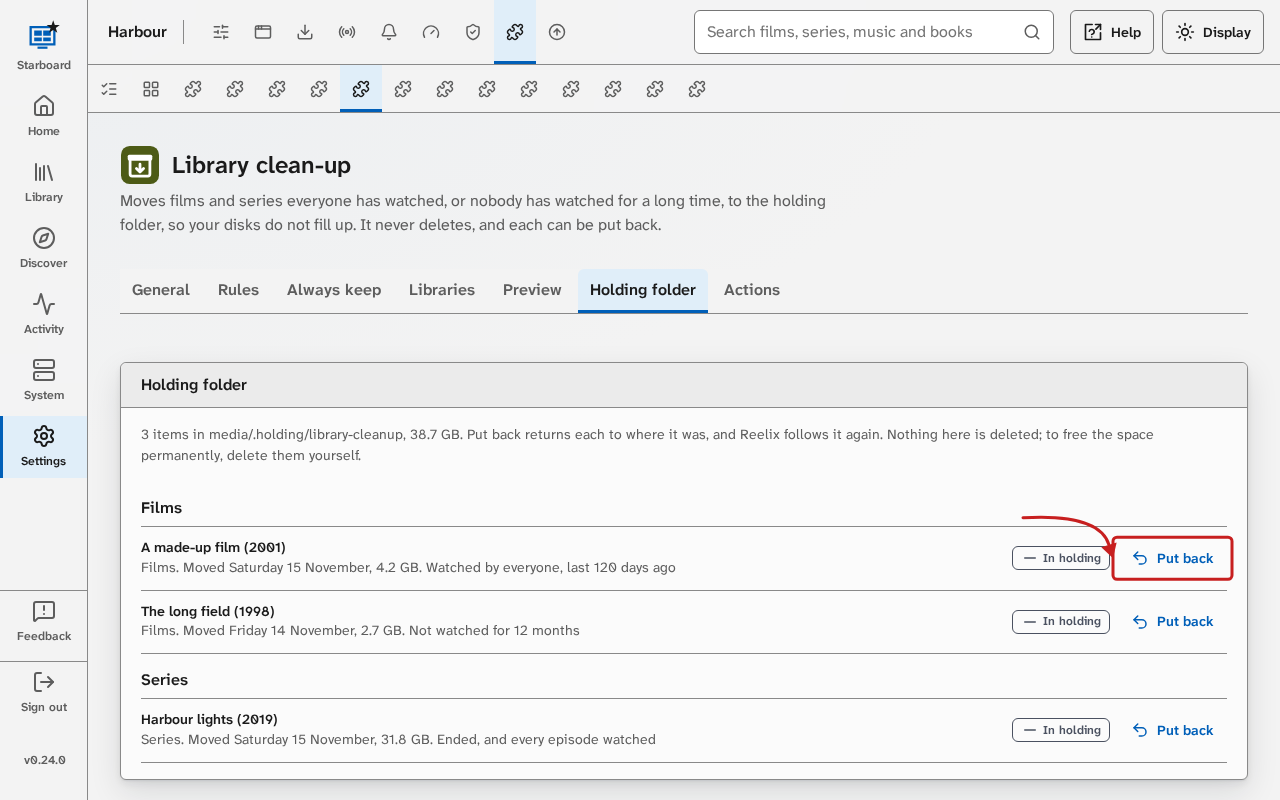 Starboard
Home
Library
Discover
Activity
System
Settings
Feedback
Sign out
v0.24.0
Harbour
Search films, series, music and books
Help
Display
Library clean-up
Moves films and series everyone has watched, or nobody has watched for a long time, to the holding
folder, so your disks do not fill up. It never deletes, and each can be put back.
General
Rules
Always keep
Libraries
Preview
Holding folder
Actions
Holding folder
3 items in media/.holding/library-cleanup, 38.7 GB. Put back returns each to where it was, and Reelix follows it again. Nothing here is deleted; to free the space
permanently, delete them yourself.
Films
A made-up film (2001)
Films. Moved Saturday 15 November, 4.2 GB. Watched by everyone, last 120 days ago
In holding
Put back
The long field (1998)
Films. Moved Friday 14 November, 2.7 GB. Not watched for 12 months
In holding
Put back
Series
Harbour lights (2019)
Series. Moved Saturday 15 November, 31.8 GB. Ended, and every episode watched
In holding
Put back